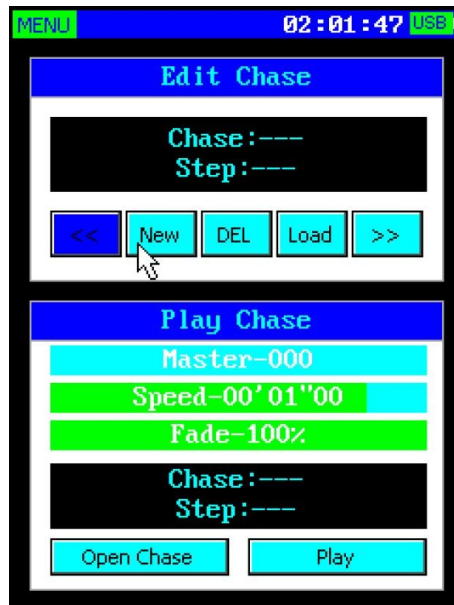 MENU 02:01:47 USB
Edit Chase
Chase:---
Step:---
<< New DEL Load >>
Play Chase
Master-000
Speed-00'01"00
Fade-100%
Chase:---
Step:---
Open Chase Play